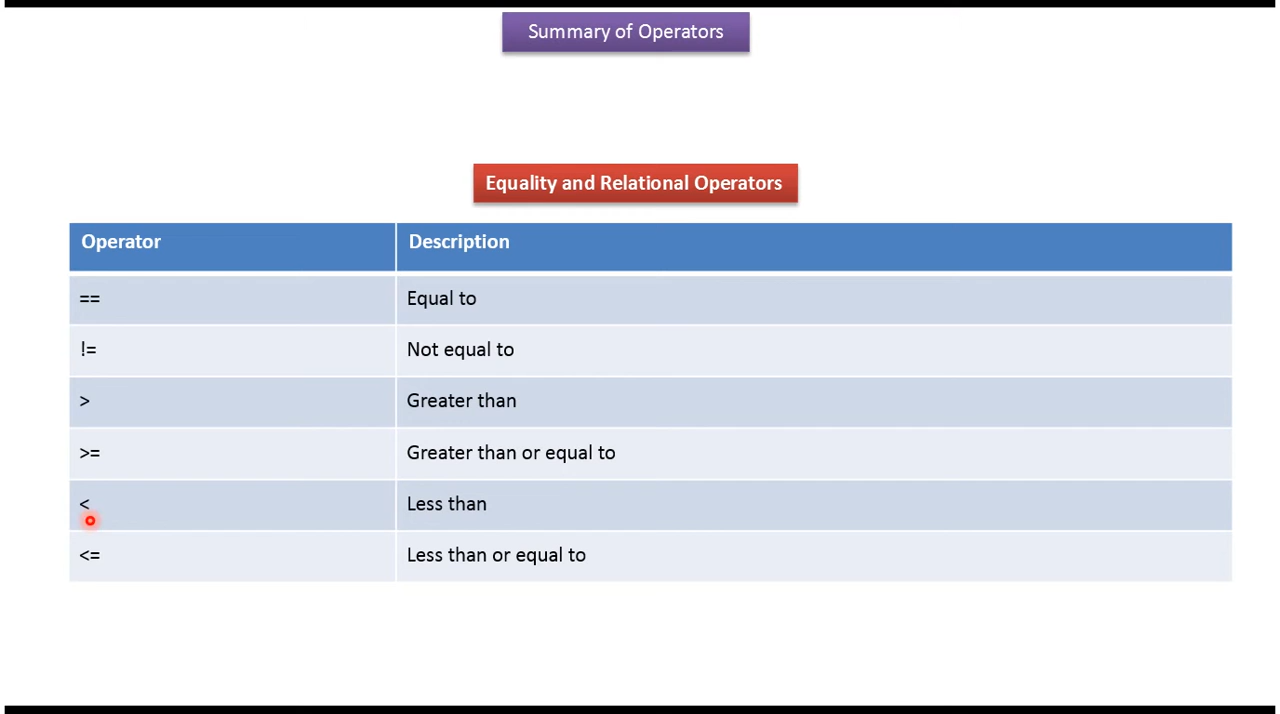 Summary of Operators
Equality and Relational Operators
Operator Description
== Equal to
!= Not equal to
> Greater than
>= Greater than or equal to
< Less than
<= Less than or equal to